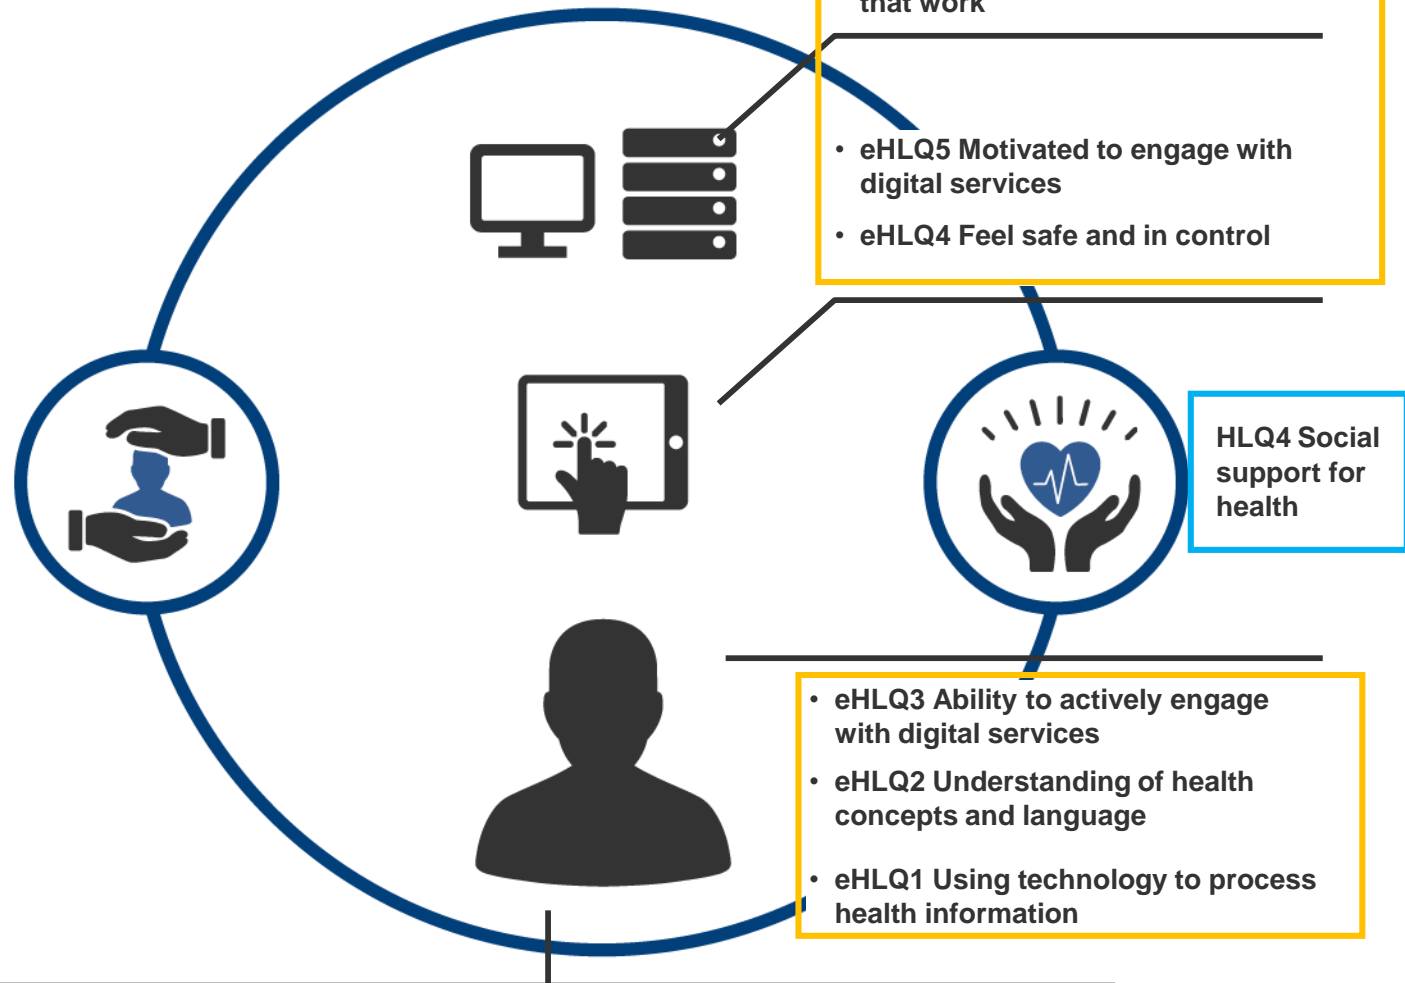 that work
• eHLQ5 Motivated to engage with
digital services
• eHLQ4 Feel safe and in control
HLQ4 Social
support for
health
• eHLQ3 Ability to actively engage
with digital services
• eHLQ2 Understanding of health
concepts and language
• eHLQ1 Using technology to process
health information